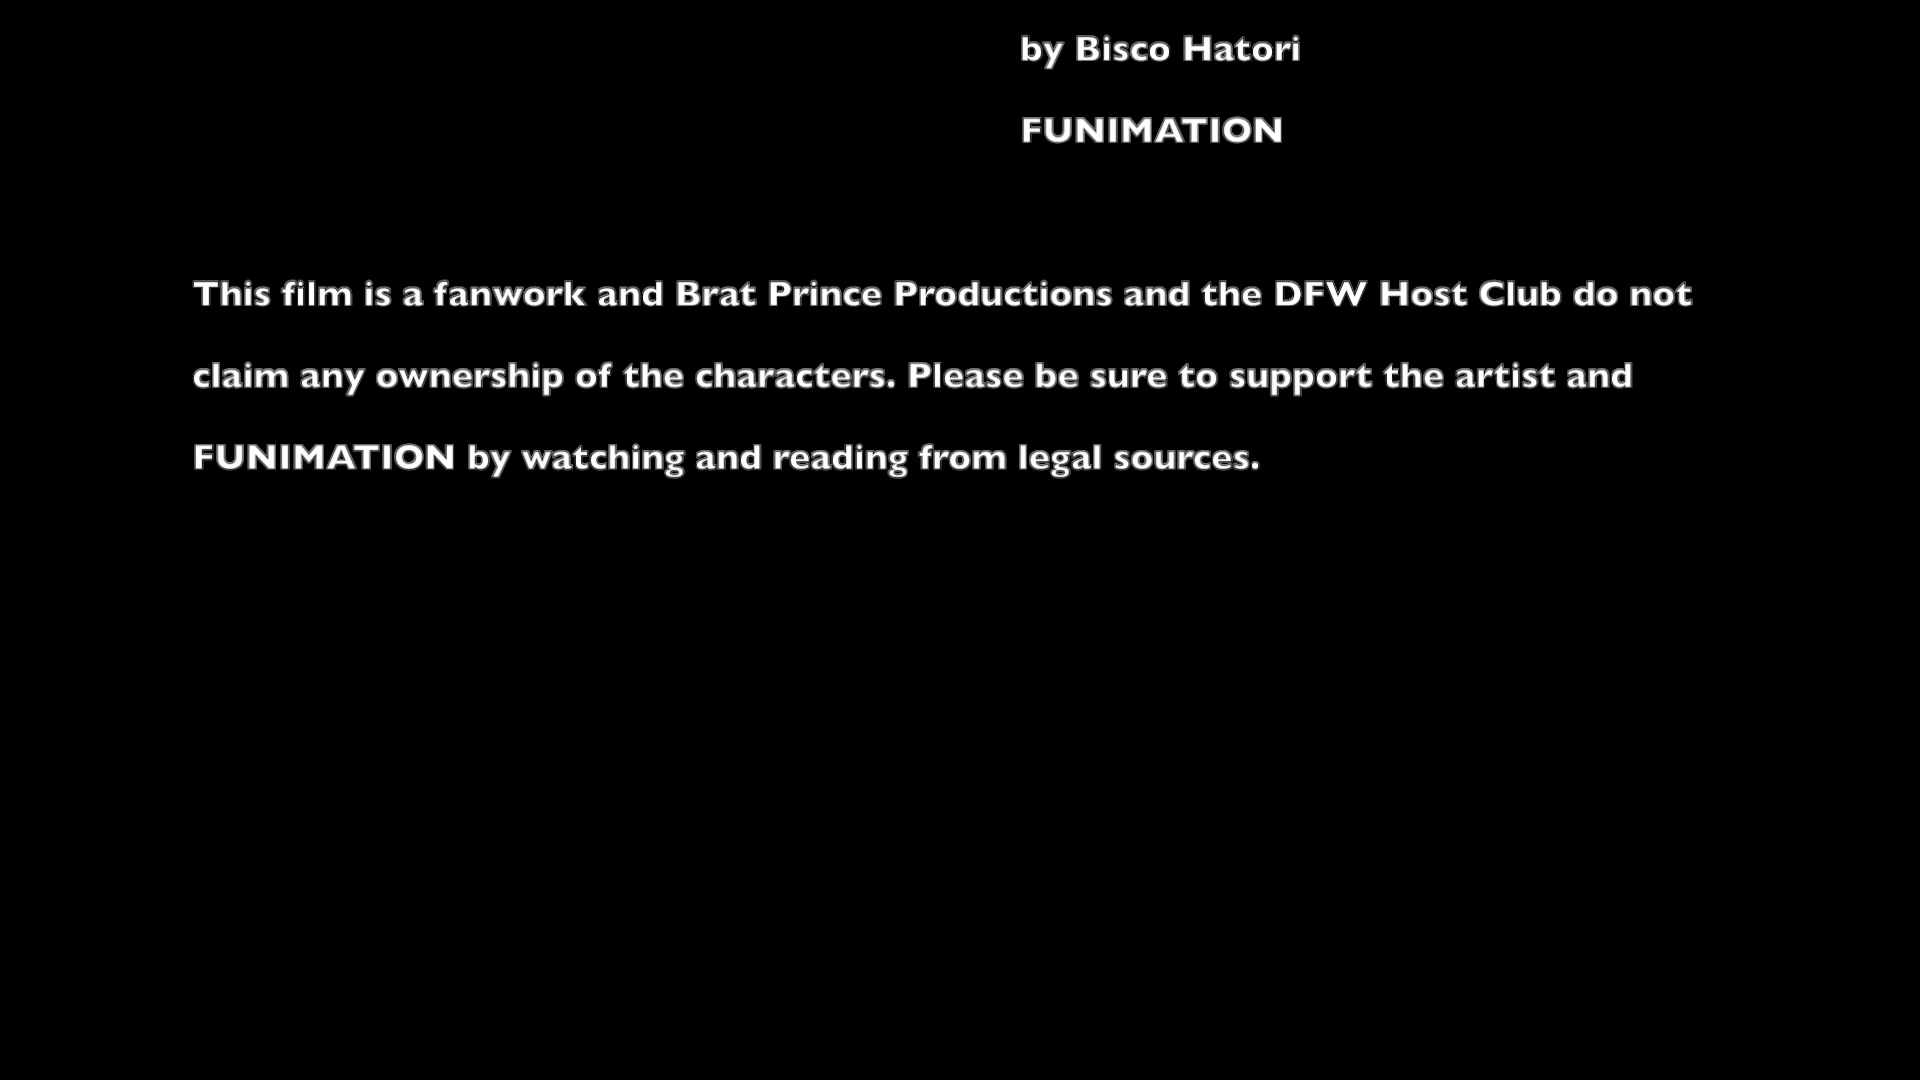 by Bisco Hatori
FUNIMATION
This film is a fanwork and Brat Prince Productions and the DFW Host Club do not
claim any ownership of the characters. Please be sure to support the artist and
FUNIMATION by watching and reading from legal sources.